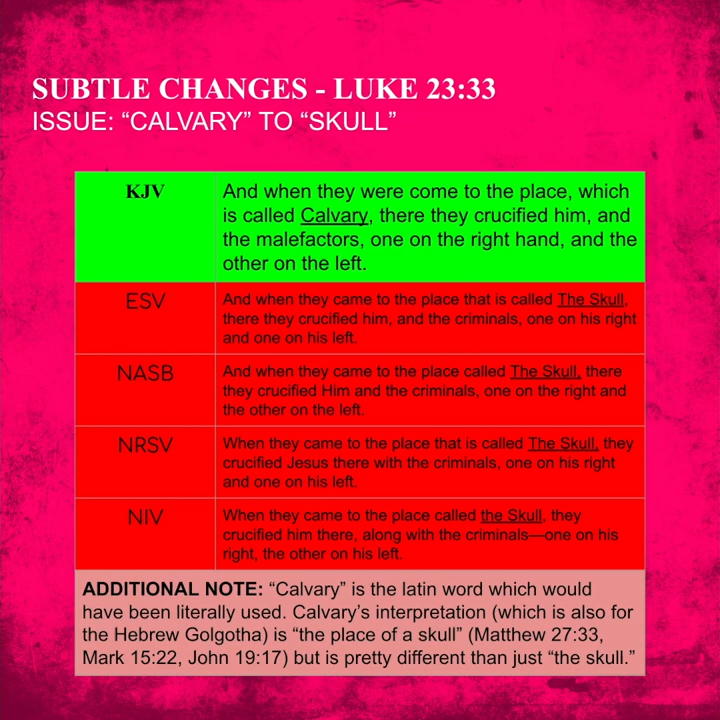 SUBTLE CHANGES - LUKE 23:33
ISSUE: “CALVARY” TO “SKULL”
KJV
And when they were come to the place, which
is called Calvary, there they crucified him, and
the malefactors, one on the right hand, and the
other on the left.
ESV
And when they came to the place that is called The Skull,
there they crucified him, and the criminals, one on his right
and one on his left.
NASB
And when they came to the place called The Skull, there
they crucified Him and the criminals, one on the right and
the other on the left.
NRSV
When they came to the place that is called The Skull, they
crucified Jesus there with the criminals, one on his right
and one on his left.
NIV
When they came to the place called the Skull, they
crucified him there, along with the criminals—one on his
right, the other on his left.
ADDITIONAL NOTE: “Calvary” is the latin word which would
have been literally used. Calvary’s interpretation (which is also for
the Hebrew Golgotha) is “the place of a skull” (Matthew 27:33,
Mark 15:22, John 19:17) but is pretty different than just “the skull.”